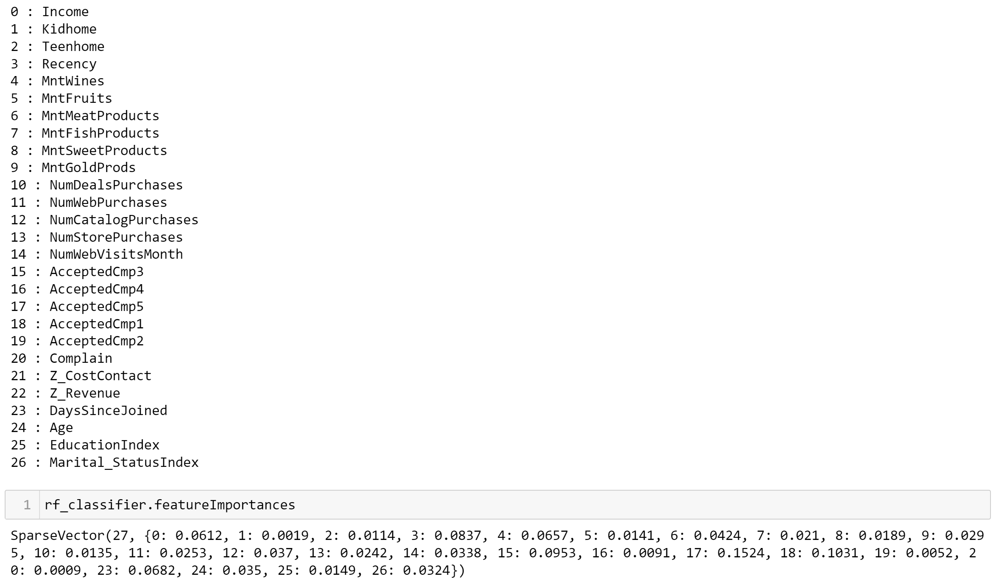 0 : Income
1 : Kidhome
2 : Teenhome
3 : Recency
4 : MntWines
5 : MntFruits
6 : MntMeatProducts
7 : MntFishProducts
8 : MntSweetProducts
9 : MntGoldProds
10 : NumDealsPurchases
11 : NumWebPurchases
12 : NumCatalogPurchases
13 : NumStorePurchases
14 : NumWebVisitsMonth
15 : AcceptedCmp3
16 : AcceptedCmp4
17 : AcceptedCmp5
18 : AcceptedCmp1
19 : AcceptedCmp2
20 : Complain
21 : Z_CostContact
22 : Z_Revenue
23 : DaysSinceJoined
24 : Age
25 : EducationIndex
26 : Marital_StatusIndex
1 rf_classifier.featureImportances
SparseVector(27, {0: 0.0612, 1: 0.0019, 2: 0.0114, 3: 0.0837, 4: 0.0657, 5: 0.0141, 6: 0.0424, 7: 0.021, 8: 0.0189, 9: 0.029
5, 10: 0.0135, 11: 0.0253, 12: 0.037, 13: 0.0242, 14: 0.0338, 15: 0.0953, 16: 0.0091, 17: 0.1524, 18: 0.1031, 19: 0.0052, 2
0: 0.0009, 23: 0.0682, 24: 0.035, 25: 0.0149, 26: 0.0324})